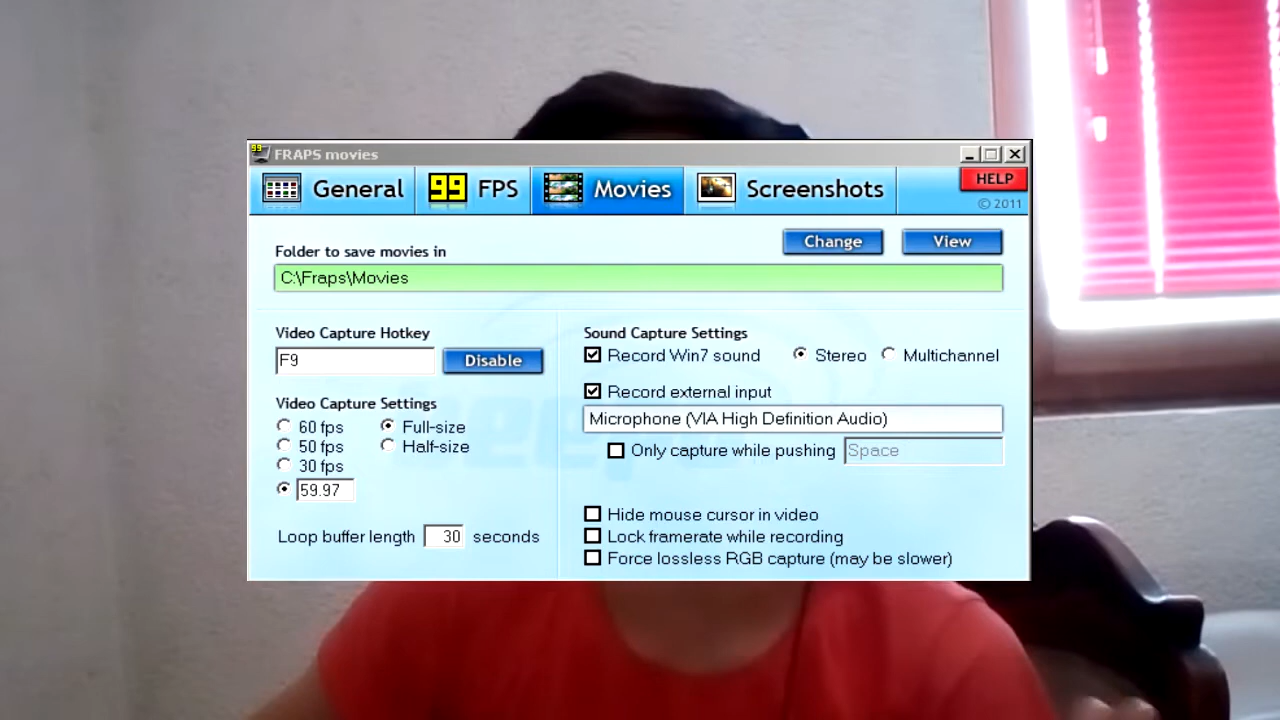 FRAPS movies
General 99 FPS Movies Screenshots HELP
© 2011
Change View
Folder to save movies in
C:\Fraps\Movies
Video Capture Hotkey
F9 Disable
Video Capture Settings
60 fps Full-size
50 fps Half-size
30 fps
59.97
Loop buffer length 30 seconds
Sound Capture Settings
Record Win7 sound Stereo Multichannel
Record external input
Microphone (VIA High Definition Audio)
Only capture while pushing Space
Hide mouse cursor in video
Lock framerate while recording
Force lossless RGB capture (may be slower)